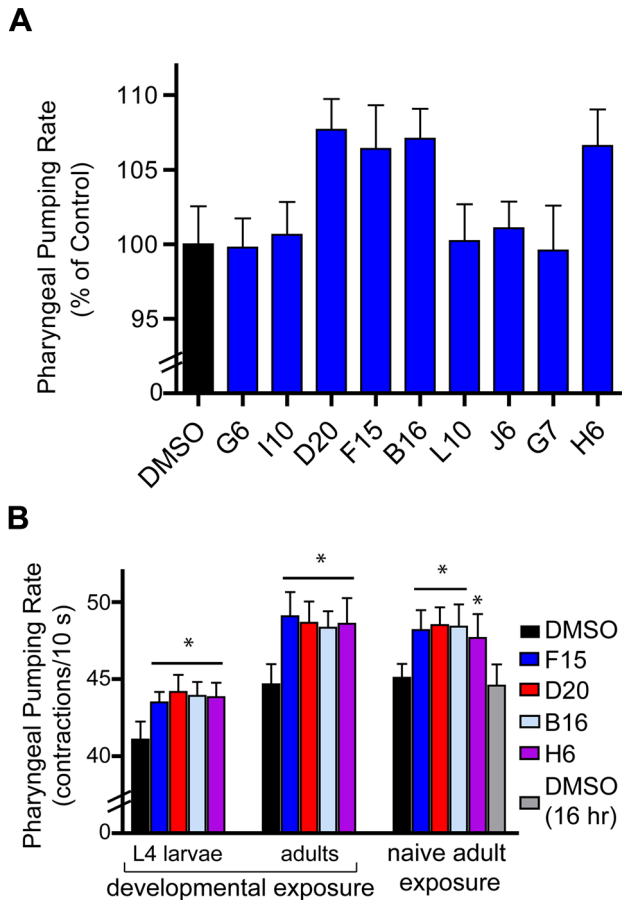 A
Pharyngeal Pumping Rate
(% of Control)
110
105
100
95
0
DMSO
G6
I10
D20
F15
B16
L10
J6
G7
H6
B
Pharyngeal Pumping Rate
(contractions/10 s)
50
45
40
0
*
*
*
*
DMSO
F15
D20
B16
H6
DMSO
(16 hr)
L4 larvae
adults
developmental exposure
naive adult
exposure